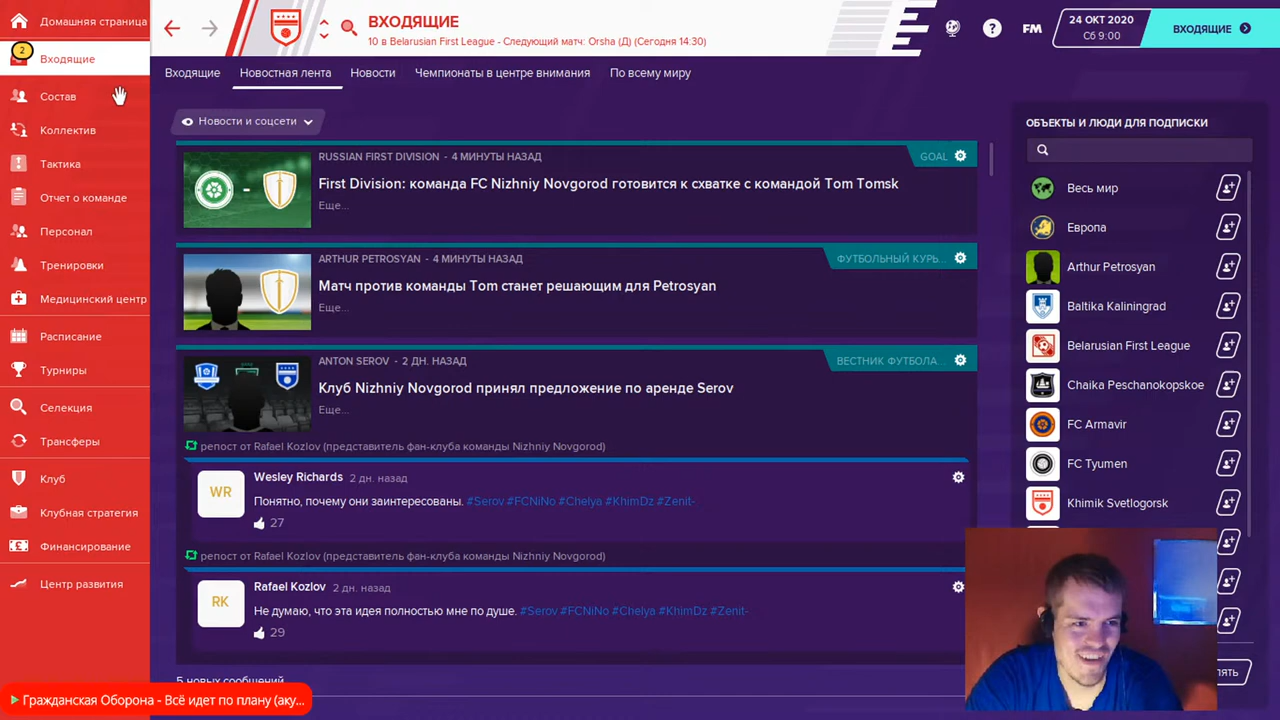 Домашняя страница
2
Входящие
Состав
Коллектив
Тактика
Отчет о команде
Персонал
Тренировки
Медицинский центр
Расписание
Турниры
Селекция
Трансферы
Клуб
Клубная стратегия
Финансирование
Центр развития
ВХОДЯЩИЕ
10 в Belarusian First League - Следующий матч: Orsha (Д) (Сегодня 14:30)
?
FM
24 ОКТ 2020
Сб 9:00
ВХОДЯЩИЕ
Входящие
Новостная лента
Новости
Чемпионаты в центре внимания
По всему миру
Новости и соцсети
RUSSIAN FIRST DIVISION - 4 МИНУТЫ НАЗАД
GOAL
First Division: команда FC Nizhniy Novgorod готовится к схватке с командой Tom Tomsk
Еще...
ARTHUR PETROSYAN - 4 МИНУТЫ НАЗАД
ФУТБОЛЬНЫЙ КУРЬ...
Матч против команды Tom станет решающим для Petrosyan
Еще...
ANTON SEROV - 2 ДН. НАЗАД
ВЕСТНИК ФУТБОЛА...
Клуб Nizhniy Novgorod принял предложение по аренде Serov
Еще...
репост от Rafael Kozlov (представитель фан-клуба команды Nizhniy Novgorod)
WR
Wesley Richards 2 дн. назад
Понятно, почему они заинтересованы. #Serov #FCNiNo #Chelya #KhimDz #Zenit-
27
репост от Rafael Kozlov (представитель фан-клуба команды Nizhniy Novgorod)
RK
Rafael Kozlov 2 дн. назад
Не думаю, что эта идея полностью мне по душе. #Serov #FCNiNo #Chelya #KhimDz #Zenit-
29
5 новых сообщений
ОБЪЕКТЫ И ЛЮДИ ДЛЯ ПОДПИСКИ
Весь мир
Европа
Arthur Petrosyan
Baltika Kaliningrad
Belarusian First League
Chaika Peschanokopskoe
FC Armavir
FC Tyumen
Khimik Svetlogorsk
Гражданская Оборона - Всё идет по плану (аку...